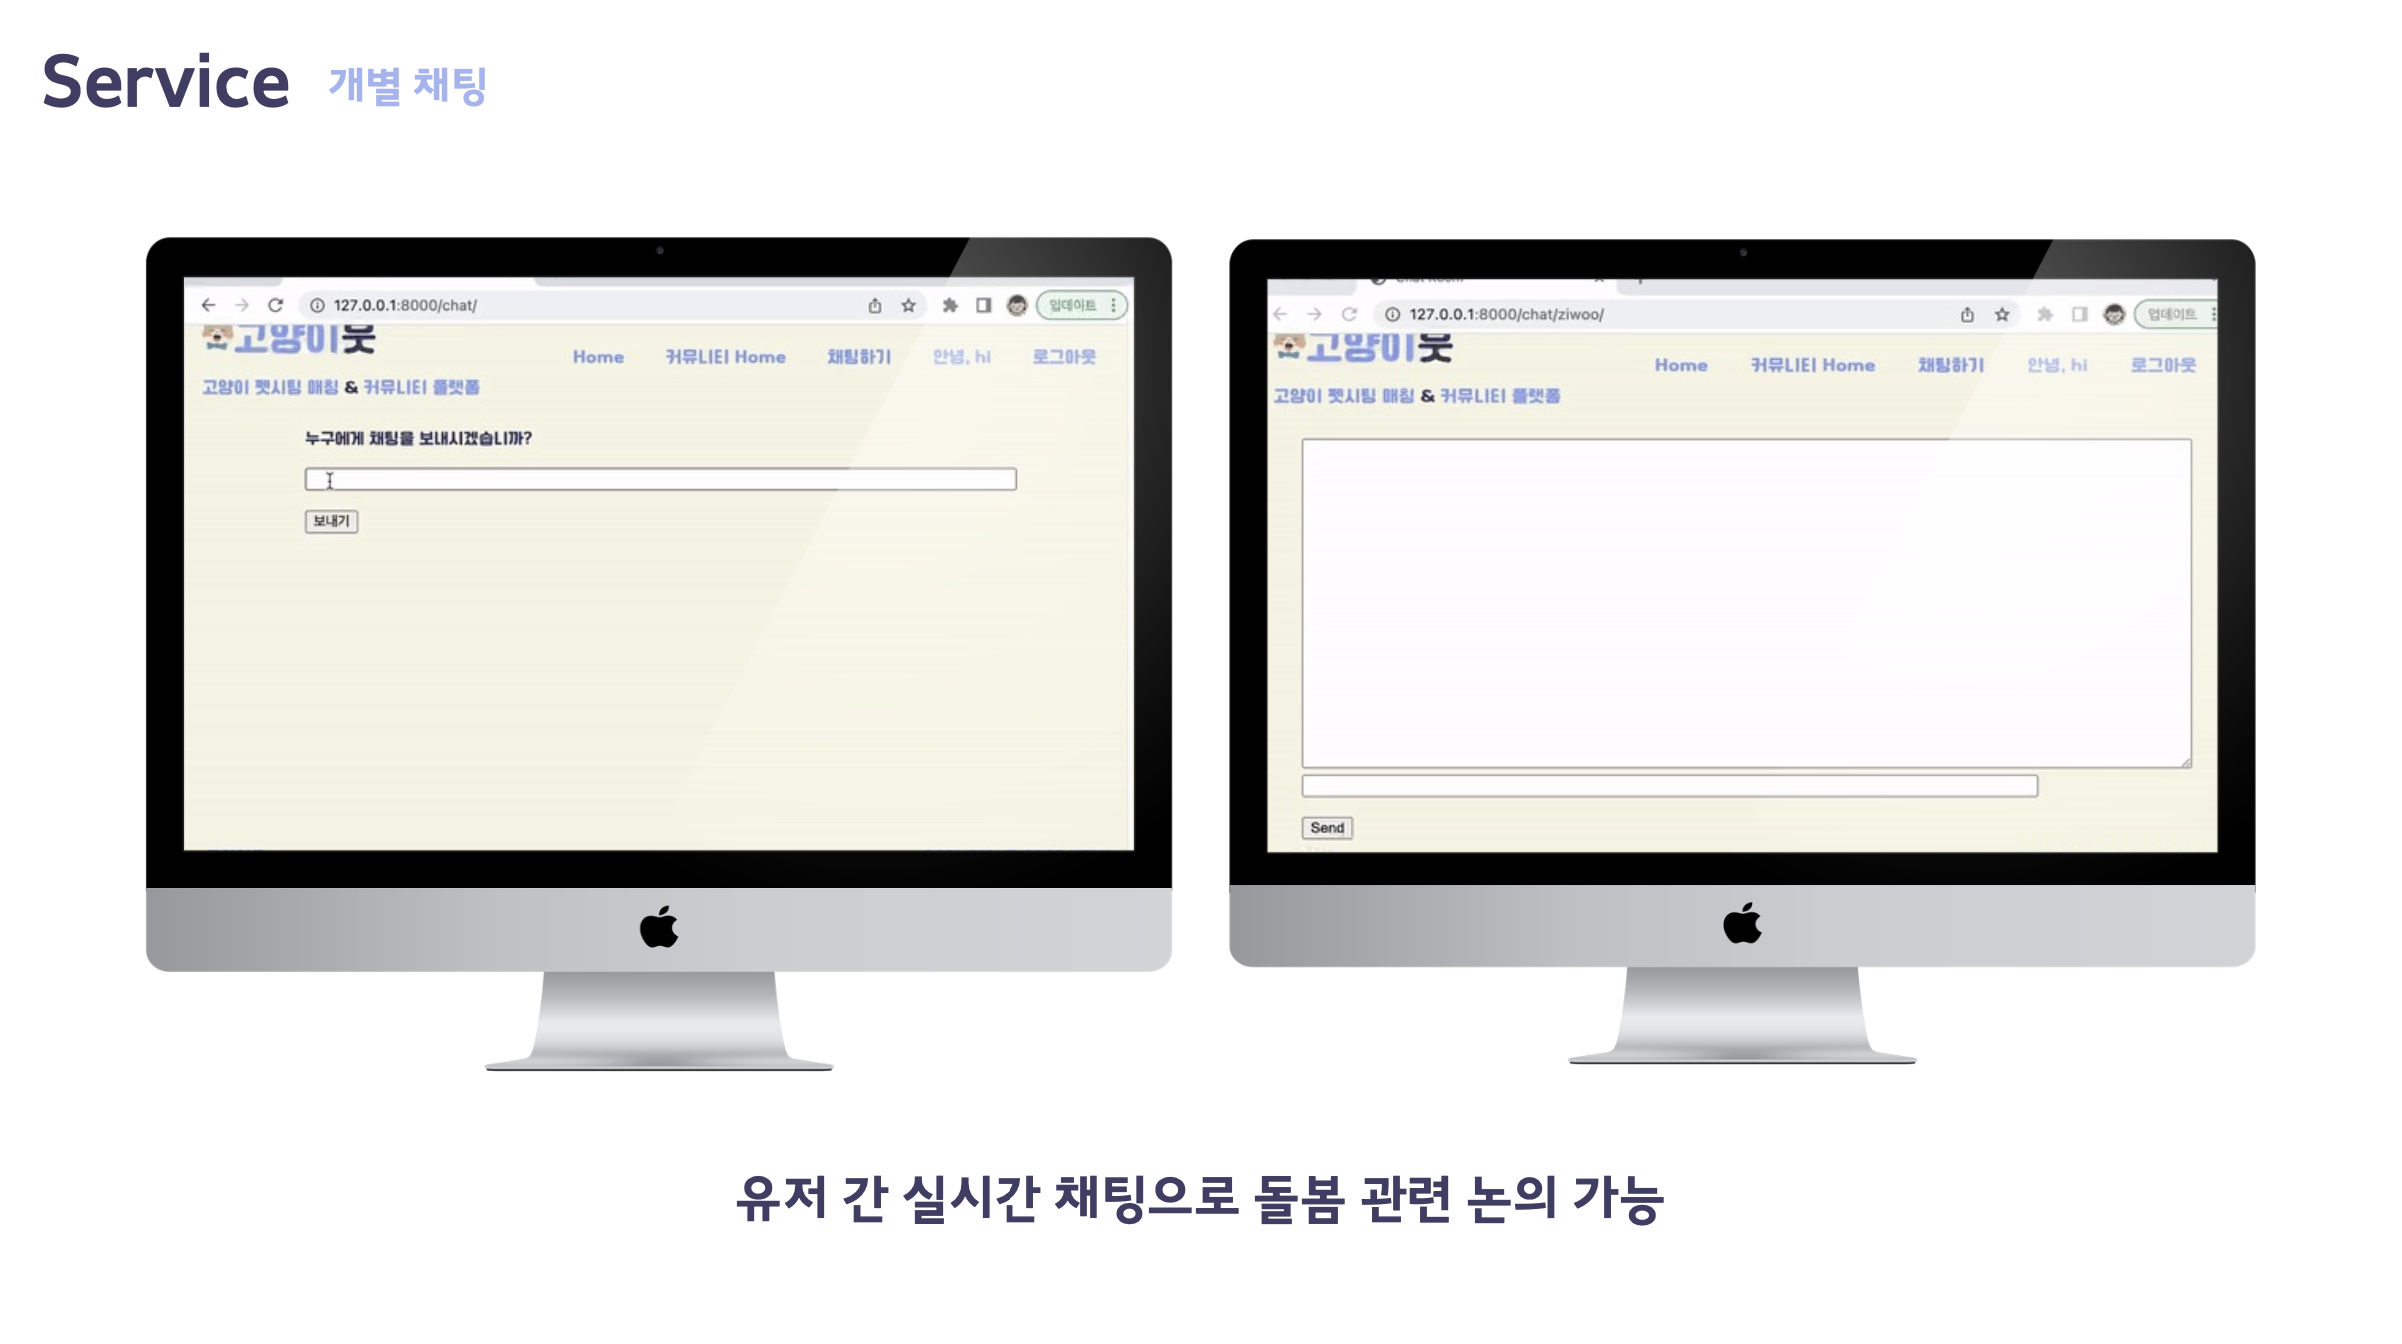 Service 개별 채팅
127.0.0.1:8000/chat/
업데이트
고양이웃
Home 커뮤니티 Home 채팅하기 안녕, hi 로그아웃
고양이 펫시팅 매칭 & 커뮤니티 플랫폼
누구에게 채팅을 보내시겠습니까?
보내기
Chat Room
127.0.0.1:8000/chat/ziwoo/
업데이트
고양이웃
Home 커뮤니티 Home 채팅하기 안녕, hi 로그아웃
고양이 펫시팅 매칭 & 커뮤니티 플랫폼
Send
유저 간 실시간 채팅으로 돌봄 관련 논의 가능